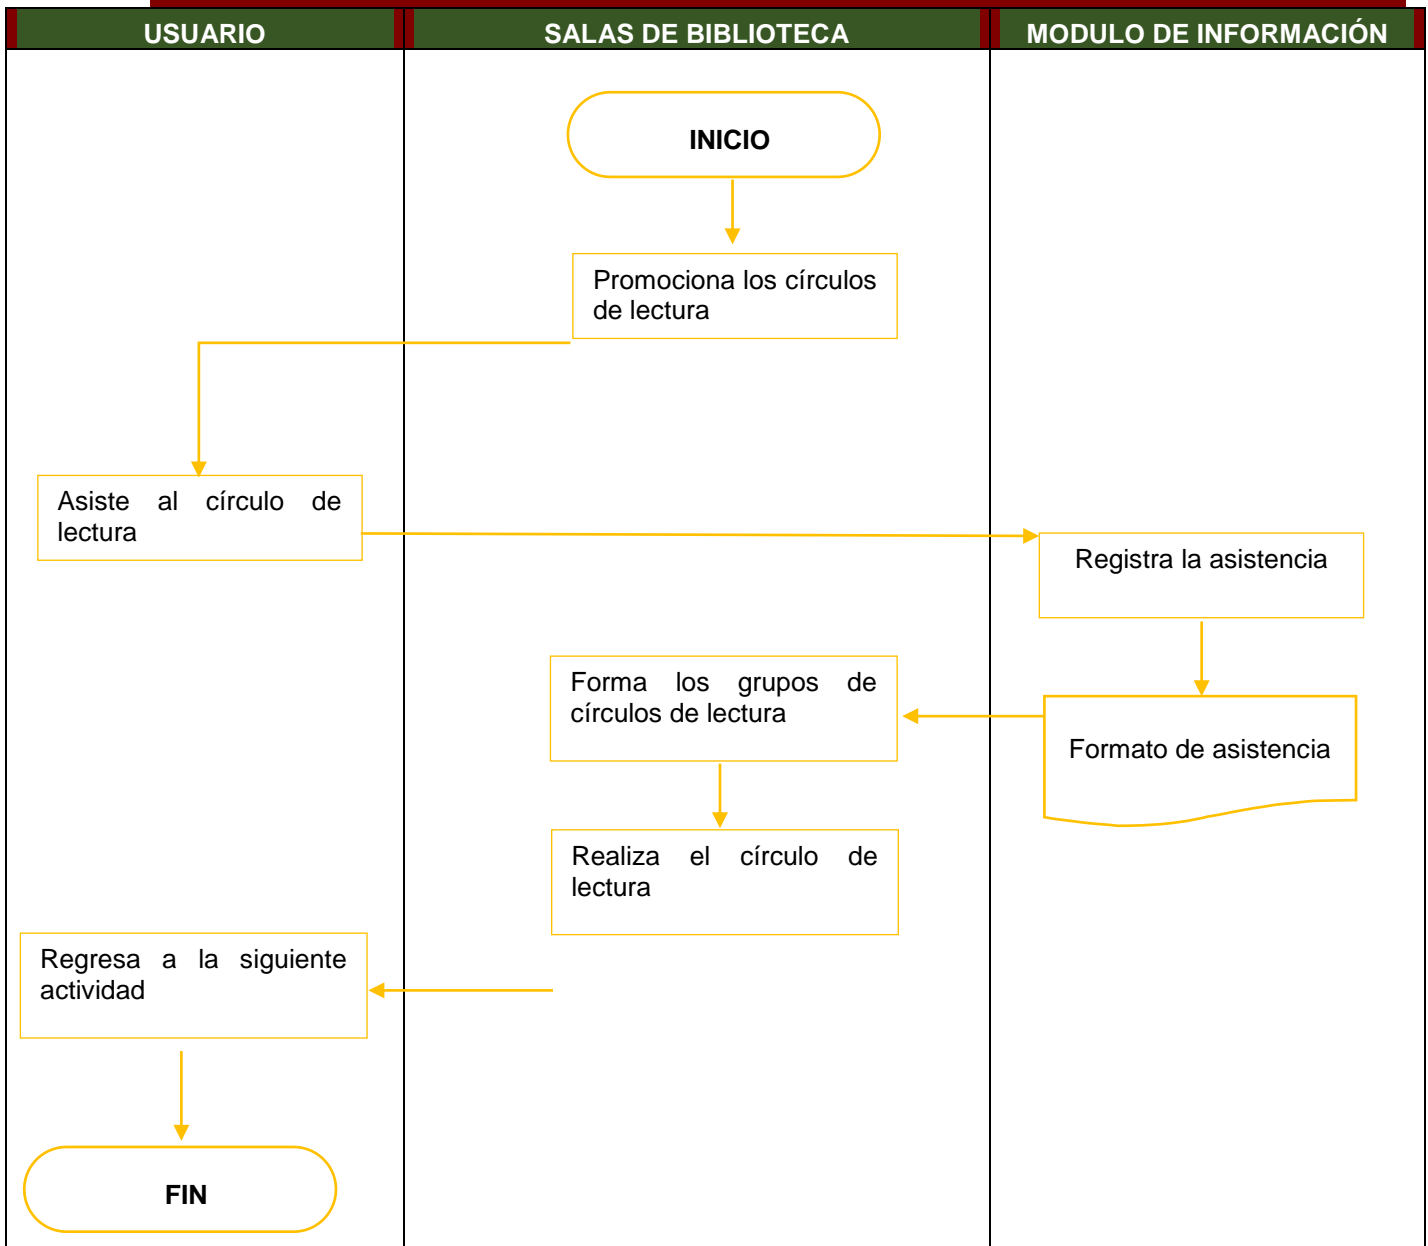 USUARIO
SALAS DE BIBLIOTECA
MODULO DE INFORMACIÓN
INICIO
Promociona los círculos
de lectura
Asiste al círculo de
lectura
Registra la asistencia
Forma los grupos de
círculos de lectura
Formato de asistencia
Realiza el círculo de
lectura
Regresa a la siguiente
actividad
FIN